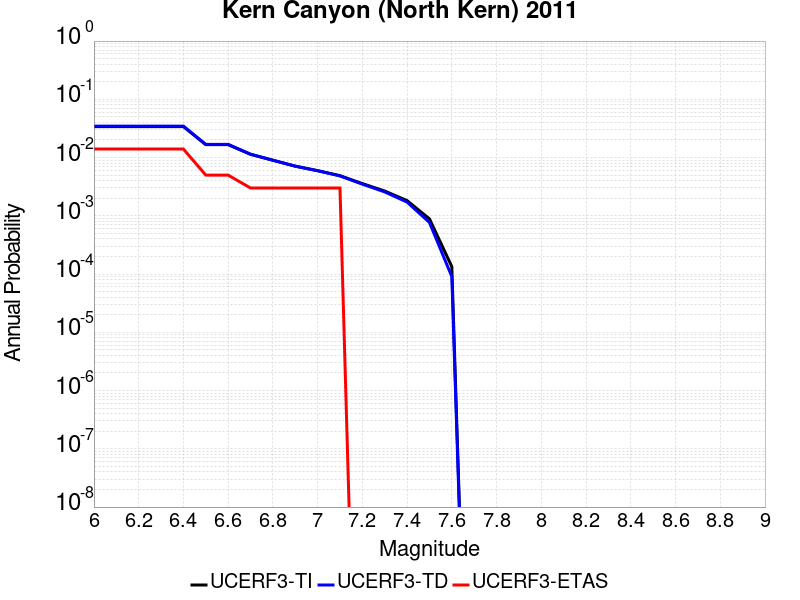 Kern Canyon (North Kern) 2011
10^0
10^-1
10^-2
10^-3
10^-4
10^-5
10^-6
10^-7
10^-8
Annual Probability
6 6.2 6.4 6.6 6.8 7 7.2 7.4 7.6 7.8 8 8.2 8.4 8.6 8.8 9
Magnitude
UCERF3-TI UCERF3-TD UCERF3-ETAS